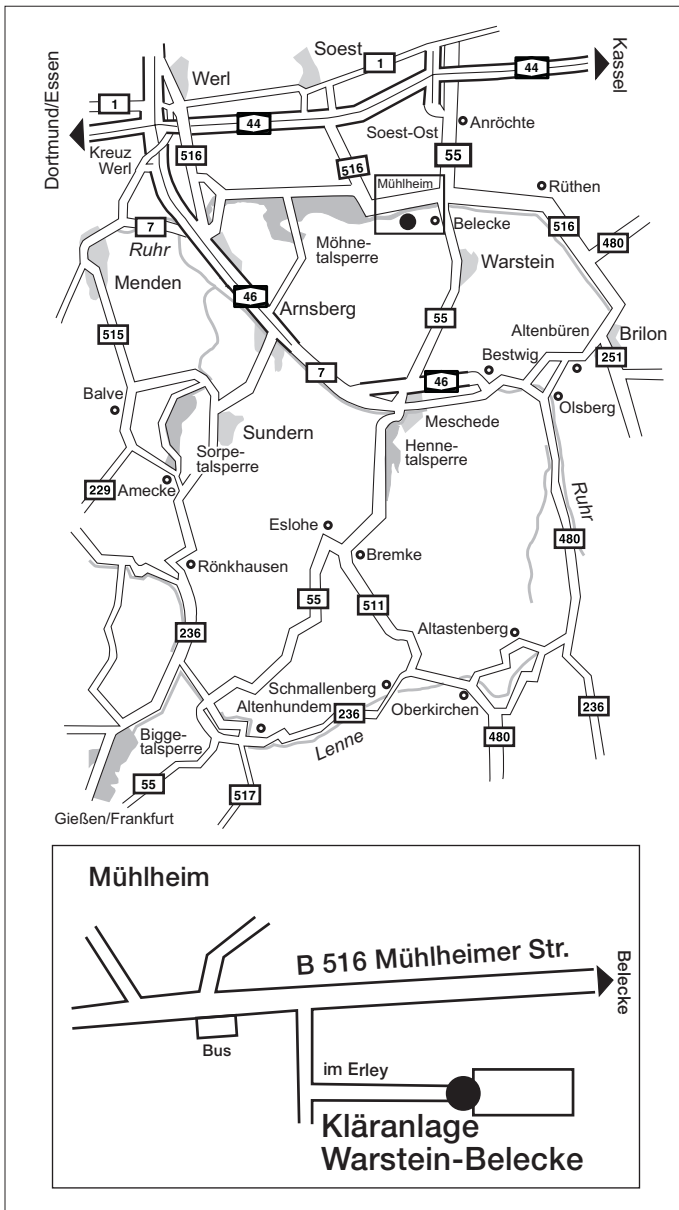 Soest
1
Kassel
Werl
44
Dortmund/Essen
1
44
Anröchte
Soest-Ost
Kreuz
Werl
516
55
516
Mühlheim
Rüthen
7
Belecke
516
480
Ruhr
Möhne-
talsperre
Warstein
Menden
46
Arnsberg
55
515
Altenbüren
Brilon
7
Bestwig
251
46
Balve
Meschede
Olsberg
Sundern
Sorpe-
talsperre
Henne-
talsperre
229
Amecke
Ruhr
Eslohe
480
Bremke
Rönkhausen
55
511
236
Altastenberg
Schmallenberg
Altenhundem
236
Oberkirchen
236
Bigge-
talsperre
Lenne
480
55
517
Gießen/Frankfurt
Mühlheim
B 516 Mühlheimer Str.
Belecke
Bus
im Erley
Kläranlage
Warstein-Belecke